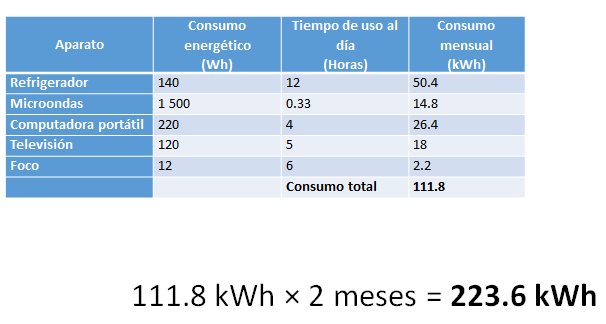 Aparato Consumo energético (Wh) Tiempo de uso al día (Horas) Consumo mensual (kWh)
Refrigerador 140 12 50.4
Microondas 1 500 0.33 14.8
Computadora portátil 220 4 26.4
Televisión 120 5 18
Foco 12 6 2.2
Consumo total 111.8
111.8 kWh × 2 meses = 223.6 kWh